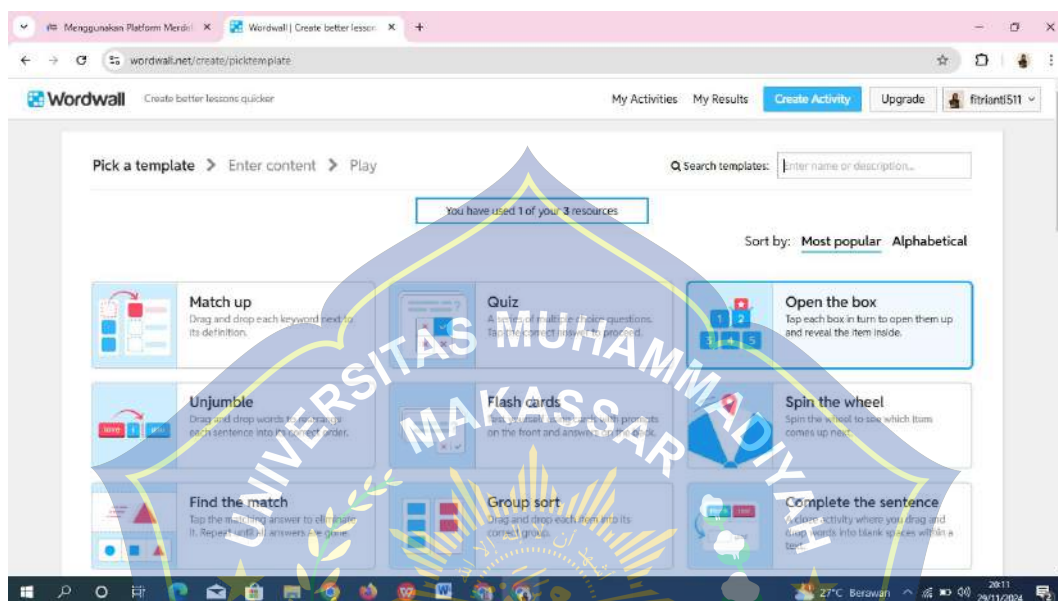 Menggunakan Platform Merde
Wordwall | Create better lesson
wordwall.net/create/picktemplate
Wordwall
Create better lessons quicker
My Activities
My Results
Create Activity
Upgrade
fitrianti511
Pick a template > Enter content > Play
Search templates:
Enter name or description...
You have used 1 of your 3 resources
Sort by: Most popular Alphabetical
Match up
Drag and drop each keyword next to
its definition.
Quiz
A series of multiple choice questions.
Tap the correct answer to proceed.
Open the box
Tap each box in turn to open them up
and reveal the item inside.
Unjumble
Drag and drop words to rearrange
each sentence into its correct order.
Flash cards
Test yourself using cards with prompts
on the front and answers on the back.
Spin the wheel
Spin the wheel to see which item
comes up next.
Find the match
Tap the matching answer to eliminate
it. Repeat until all answers are gone.
Group sort
Drag and drop each item into its
correct group.
Complete the sentence
A cloze activity where you drag and
drop words into blank spaces within a
text.
UNIVERSITAS MUHAMMADIYAH
MAKASSAR
27°C Berawan
20:11
29/11/2024